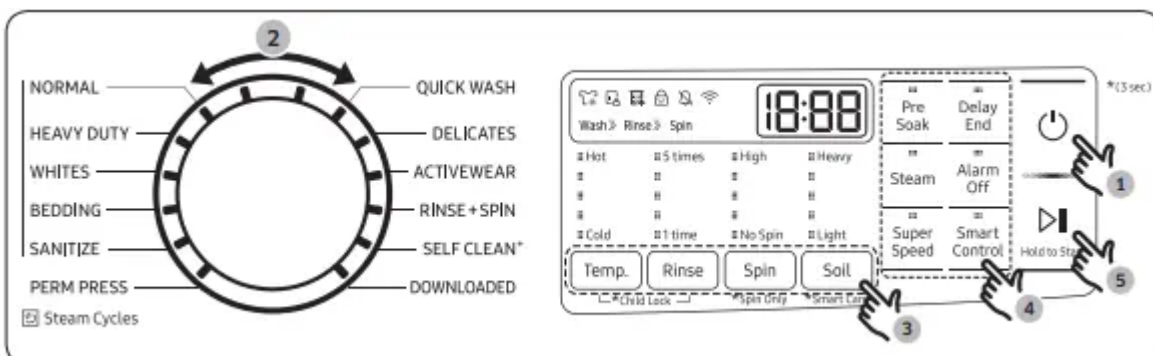 2
NORMAL
HEAVY DUTY
WHITES
BEDDING
SANITIZE
PERM PRESS
Steam Cycles
QUICK WASH
DELICATES
ACTIVEWEAR
RINSE+SPIN
SELF CLEAN*
DOWNLOADED
Wash> Rinse> Spin
18:88
Hot 5 times High Heavy
Cold 1 time No Spin Light
Temp. Rinse Spin Soil
*Child Lock *Spin Only *Smart Care
3
Pre Soak
Delay End
Steam
Alarm Off
Super Speed
Smart Control
4
*(3 sec)
1
Hold to Start
5